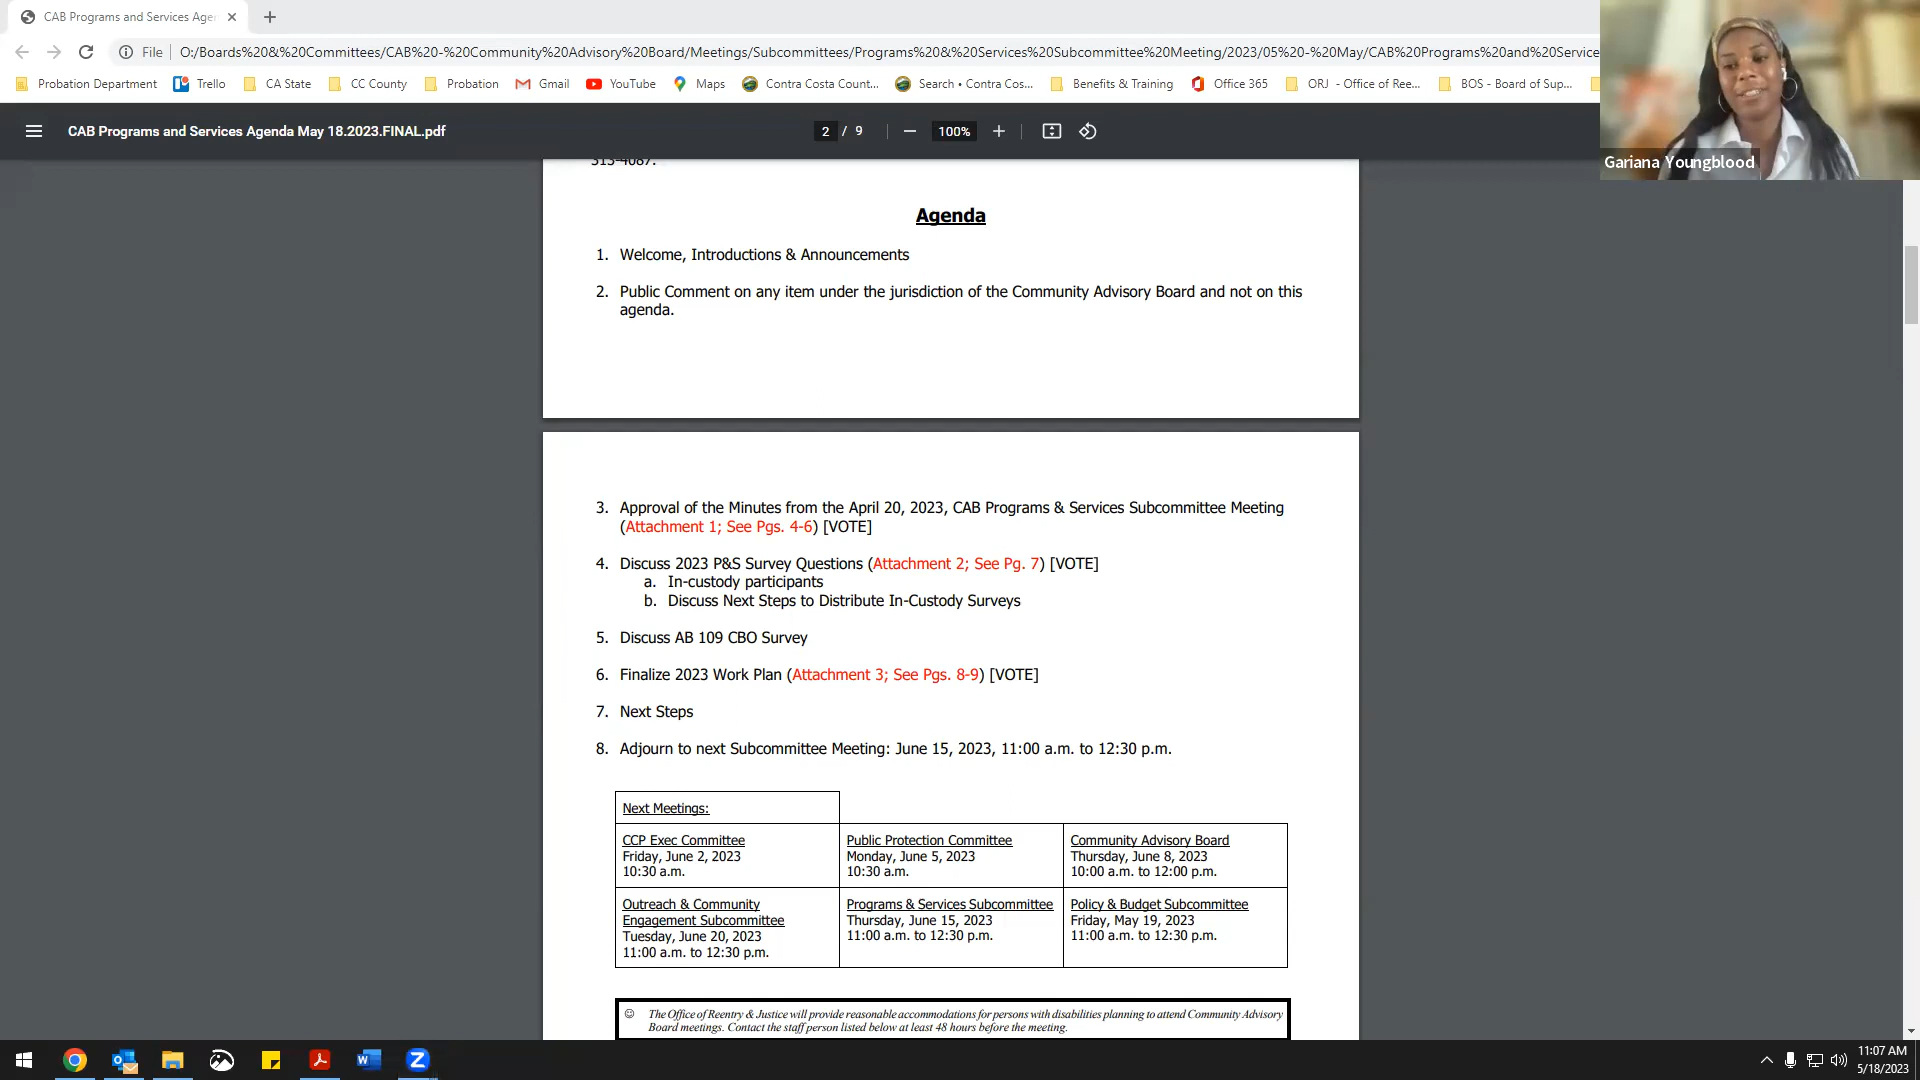 CAB Programs and Services Agen
File
O:/Boards%20&%20Committees/CAB%20-%20Community%20Advisory%20Board/Meetings/Subcommittees/Programs%20&%20Services%20Subcommittee%20Meeting/2023/05%20-%20May/CAB%20Programs%20and%20Service
Probation Department
Trello
CA State
CC County
Probation
Gmail
YouTube
Maps
Contra Costa Count...
Search • Contra Cos...
Benefits & Training
Office 365
ORJ - Office of Ree...
BOS - Board of Sup...
CAB Programs and Services Agenda May 18.2023.FINAL.pdf
2 / 9
100%
Gariana Youngblood
313-4087.
Agenda
1. Welcome, Introductions & Announcements
2. Public Comment on any item under the jurisdiction of the Community Advisory Board and not on this
agenda.
3. Approval of the Minutes from the April 20, 2023, CAB Programs & Services Subcommittee Meeting
(Attachment 1; See Pgs. 4-6) [VOTE]
4. Discuss 2023 P&S Survey Questions (Attachment 2; See Pg. 7) [VOTE]
a. In-custody participants
b. Discuss Next Steps to Distribute In-Custody Surveys
5. Discuss AB 109 CBO Survey
6. Finalize 2023 Work Plan (Attachment 3; See Pgs. 8-9) [VOTE]
7. Next Steps
8. Adjourn to next Subcommittee Meeting: June 15, 2023, 11:00 a.m. to 12:30 p.m.
Next Meetings:
CCP Exec Committee
Friday, June 2, 2023
10:30 a.m.
Public Protection Committee
Monday, June 5, 2023
10:30 a.m.
Community Advisory Board
Thursday, June 8, 2023
10:00 a.m. to 12:00 p.m.
Outreach & Community
Engagement Subcommittee
Tuesday, June 20, 2023
11:00 a.m. to 12:30 p.m.
Programs & Services Subcommittee
Thursday, June 15, 2023
11:00 a.m. to 12:30 p.m.
Policy & Budget Subcommittee
Friday, May 19, 2023
11:00 a.m. to 12:30 p.m.
The Office of Reentry & Justice will provide reasonable accommodations for persons with disabilities planning to attend Community Advisory
Board meetings. Contact the staff person listed below at least 48 hours before the meeting.
11:07 AM
5/18/2023